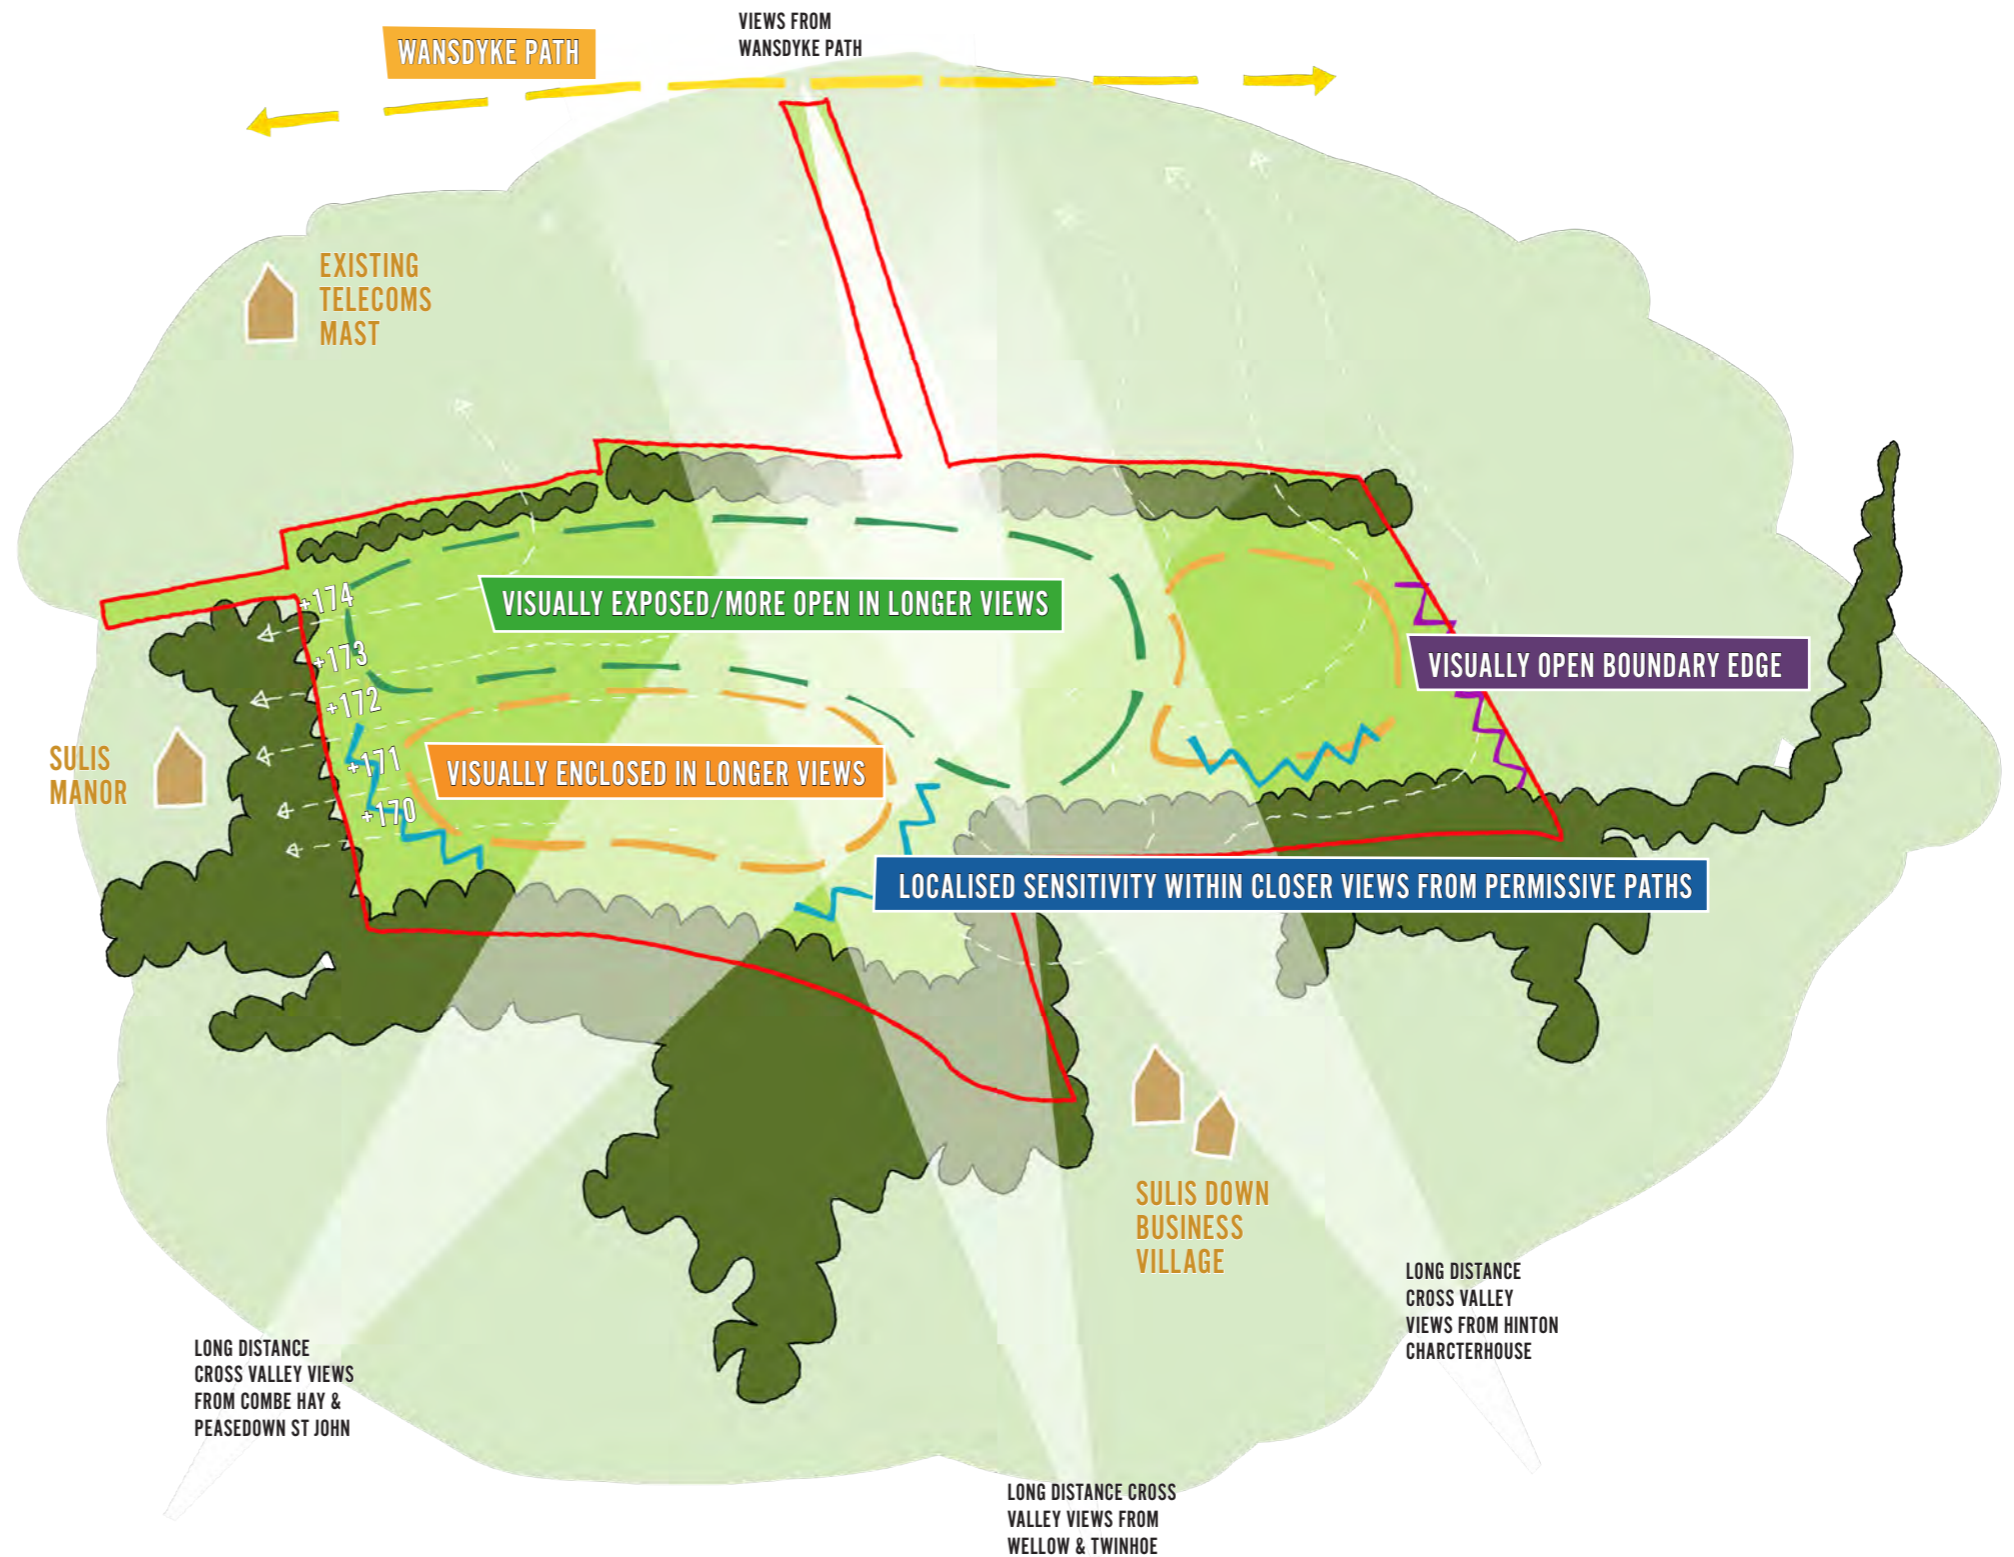 VIEWS FROM
WANSDYKE PATH
WANSDYKE PATH
EXISTING
TELECOMS
MAST
+174
VISUALLY EXPOSED/MORE OPEN IN LONGER VIEWS
+173
VISUALLY OPEN BOUNDARY EDGE
+172
SULIS
MANOR
+171
VISUALLY ENCLOSED IN LONGER VIEWS
+170
LOCALISED SENSITIVITY WITHIN CLOSER VIEWS FROM PERMISSIVE PATHS
SULIS DOWN
BUSINESS
VILLAGE
LONG DISTANCE
CROSS VALLEY
VIEWS FROM HINTON
CHARCTERHOUSE
LONG DISTANCE
CROSS VALLEY VIEWS
FROM COMBE HAY &
PEASEDOWN ST JOHN
LONG DISTANCE CROSS
VALLEY VIEWS FROM
WELLOW & TWINHOE